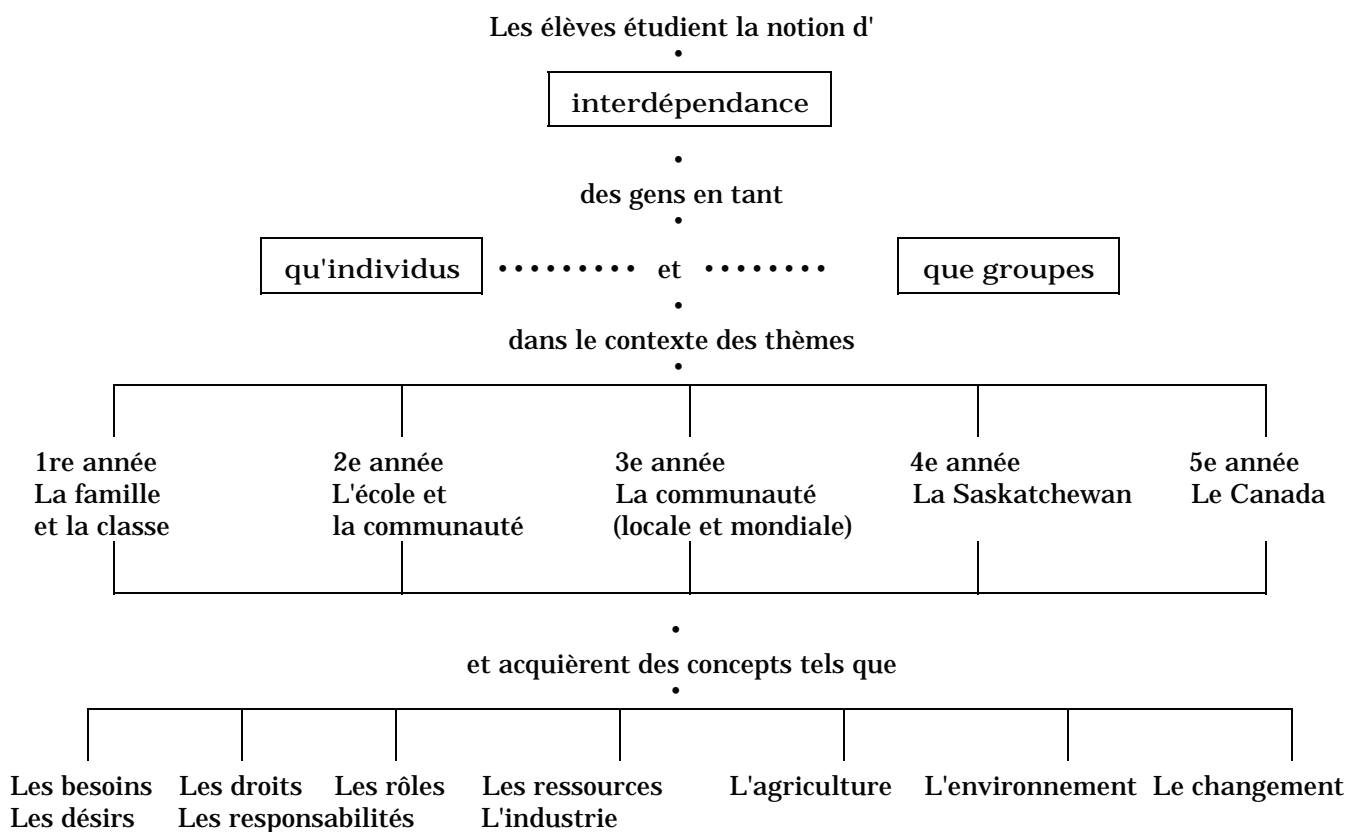 Les élèves étudient la notion d'
•
interdépendance
•
des gens en tant
•
qu'individus ••••••••• et •••••••• que groupes
•
dans le contexte des thèmes
•
1re année
La famille
et la classe
2e année
L'école et
la communauté
3e année
La communauté
(locale et mondiale)
4e année
La Saskatchewan
5e année
Le Canada
•
et acquièrent des concepts tels que
•
Les besoins Les droits Les rôles Les ressources L'agriculture L'environnement Le changement
Les désirs Les responsabilités L'industrie